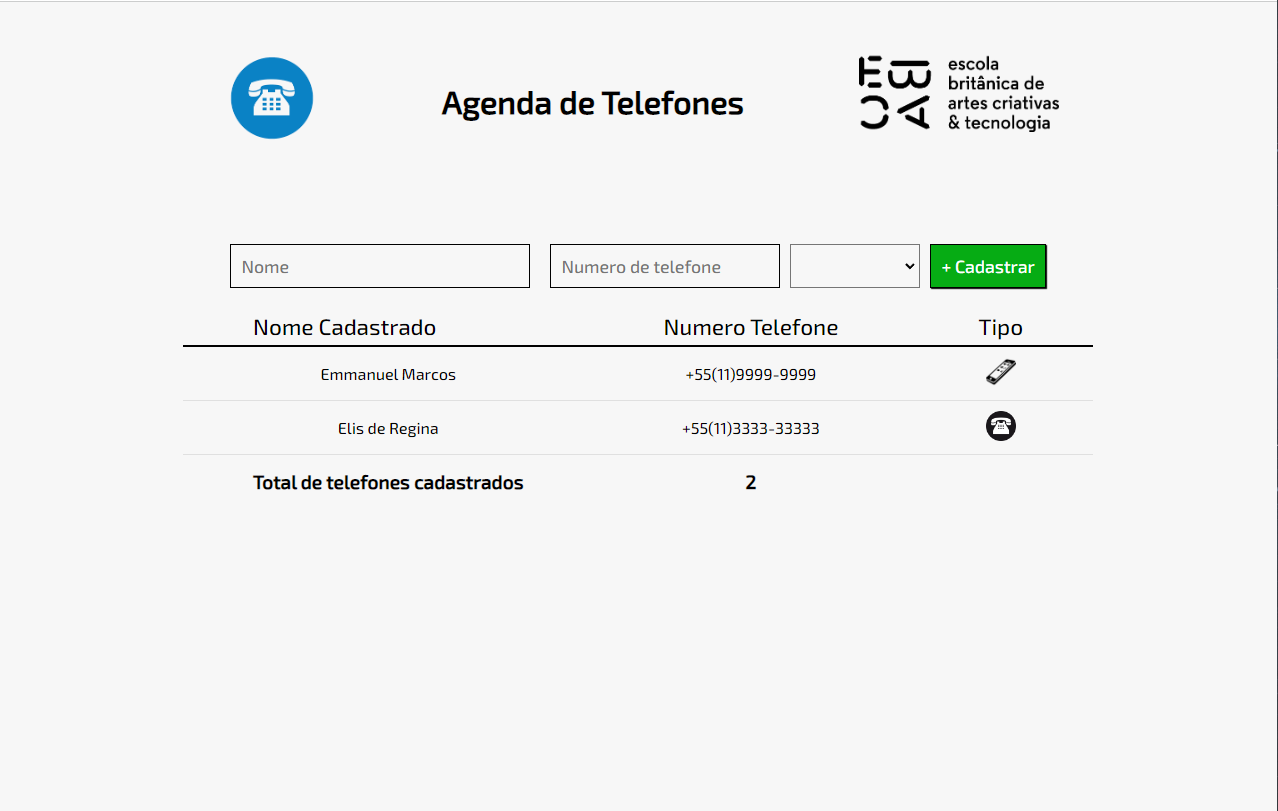 Agenda de Telefones
EBAC
escola
britânica de
artes criativas
& tecnologia
Nome
Numero de telefone
+ Cadastrar
Nome Cadastrado Numero Telefone Tipo
Emmanuel Marcos +55(11)9999-9999
Elis de Regina +55(11)3333-33333
Total de telefones cadastrados 2